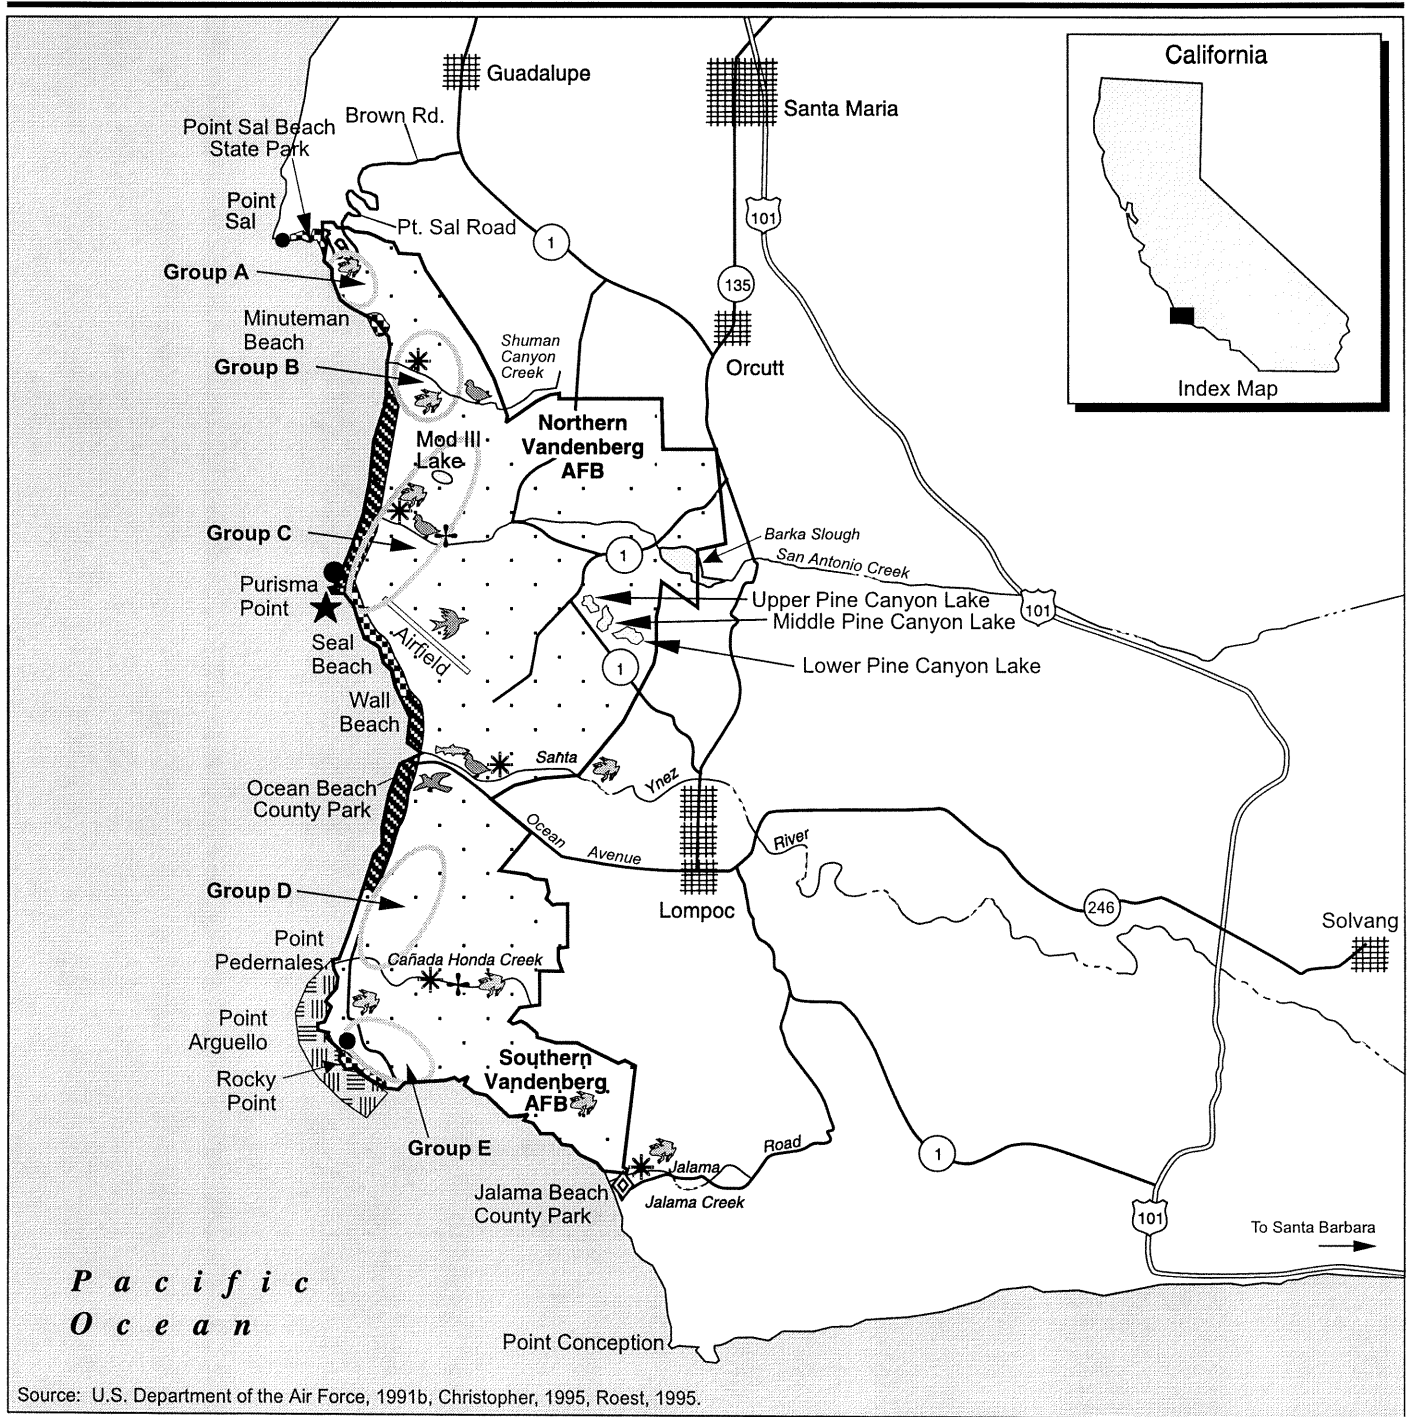 California
Index Map
Guadalupe
Santa Maria
Brown Rd.
Point Sal Beach
State Park
Point
Sal
Pt. Sal Road
1
101
135
Group A
Minuteman
Beach
Group B
Shuman
Canyon
Creek
Orcutt
Northern
Vandenberg
AFB
Mod III
Lake
Group C
1
Barka Slough
San Antonio Creek
Purisma
Point
Upper Pine Canyon Lake
Middle Pine Canyon Lake
101
Seal
Beach
Airfield
1
Lower Pine Canyon Lake
Wall
Beach
Santa
Ynez
River
Ocean Beach
County Park
Ocean
Avenue
Group D
Lompoc
246
Solvang
Point
Pedernales
Cañada Honda Creek
Point
Arguello
Rocky
Point
Southern
Vandenberg
AFB
Group E
Jalama
Road
1
Jalama Beach
County Park
Jalama Creek
101
To Santa Barbara
Pacific
Ocean
Point Conception
Source: U.S. Department of the Air Force, 1991b, Christopher, 1995, Roest, 1995.